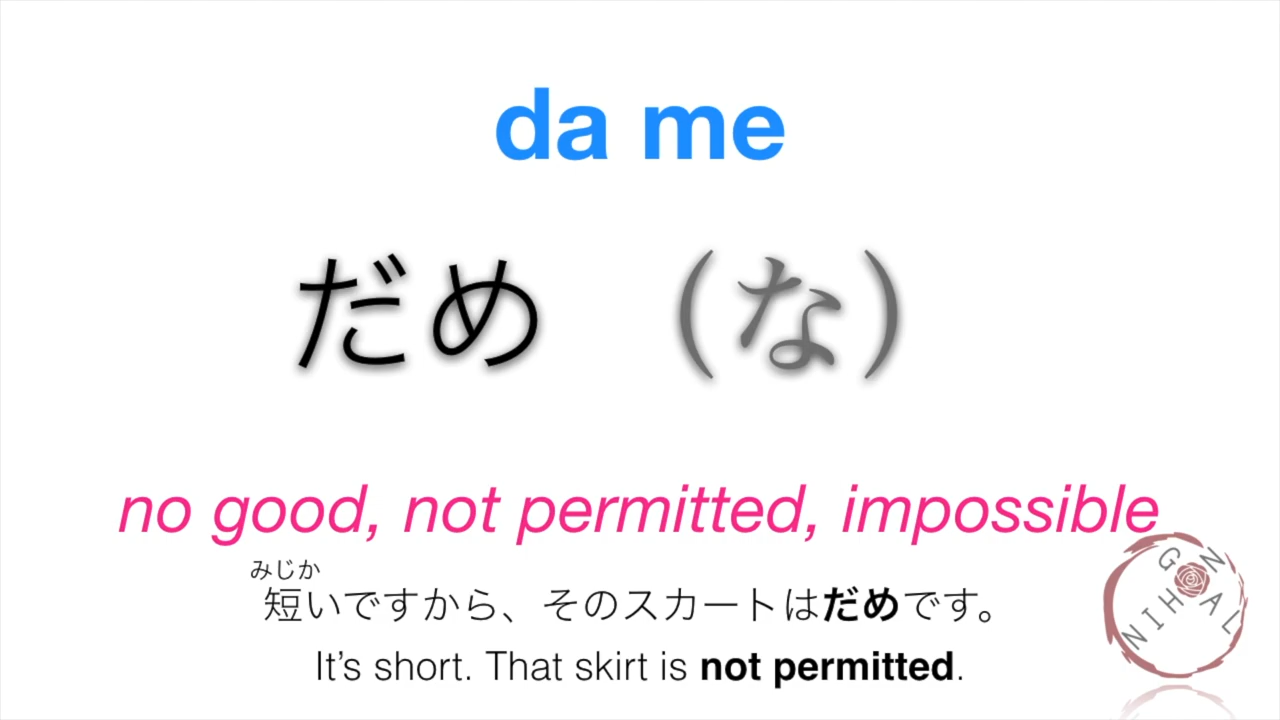 da me
だめ （な）
no good, not permitted, impossible
みじか
短いですから、そのスカートはだめです。
It's short. That skirt is not permitted.
NIHON GAL